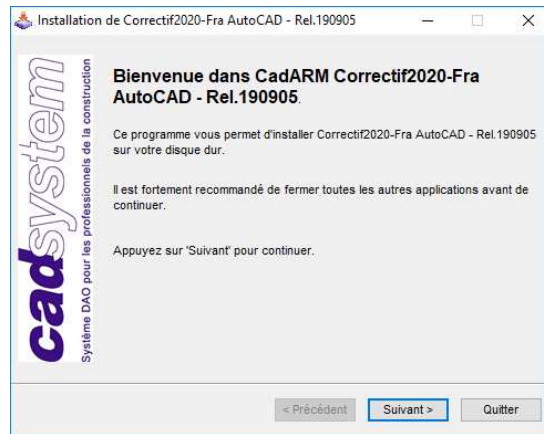 Installation de Correctif2020-Fra AutoCAD - Rel.190905
cadsystem
Système DAO pour les professionnels de la construction
Bienvenue dans CadARM Correctif2020-Fra
AutoCAD - Rel.190905.
Ce programme vous permet d'installer Correctif2020-Fra AutoCAD - Rel.190905
sur votre disque dur.
Il est fortement recommandé de fermer toutes les autres applications avant de
continuer.
Appuyez sur 'Suivant' pour continuer.
< Précédent
Suivant >
Quitter